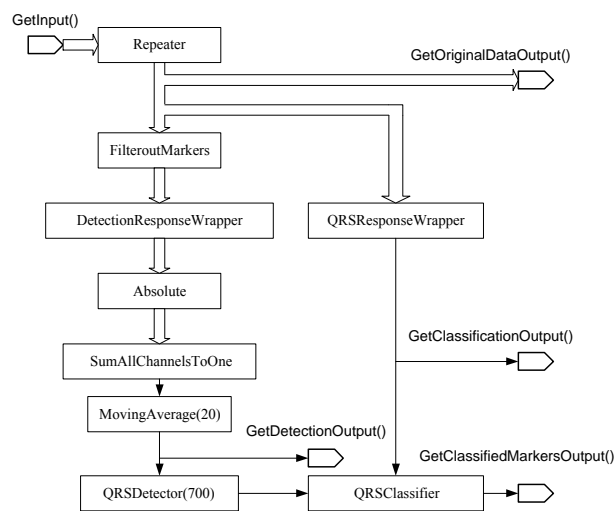 GetInput()
Repeater
GetOriginalDataOutput()
FilteroutMarkers
DetectionResponseWrapper
QRSResponseWrapper
Absolute
GetClassificationOutput()
SumAllChannelsToOne
MovingAverage(20)
GetDetectionOutput()
GetClassifiedMarkersOutput()
QRSDetector(700)
QRSClassifier